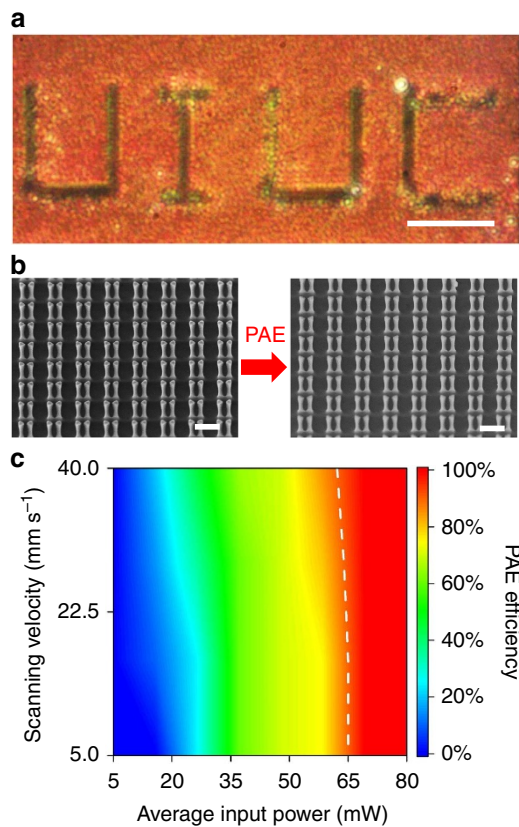 a
UIUC
b
PAE
c
40.0
22.5
5.0
Scanning velocity (mm s⁻¹)
5 20 35 50 65 80
Average input power (mW)
100%
80%
60%
40%
20%
0%
PAE efficiency